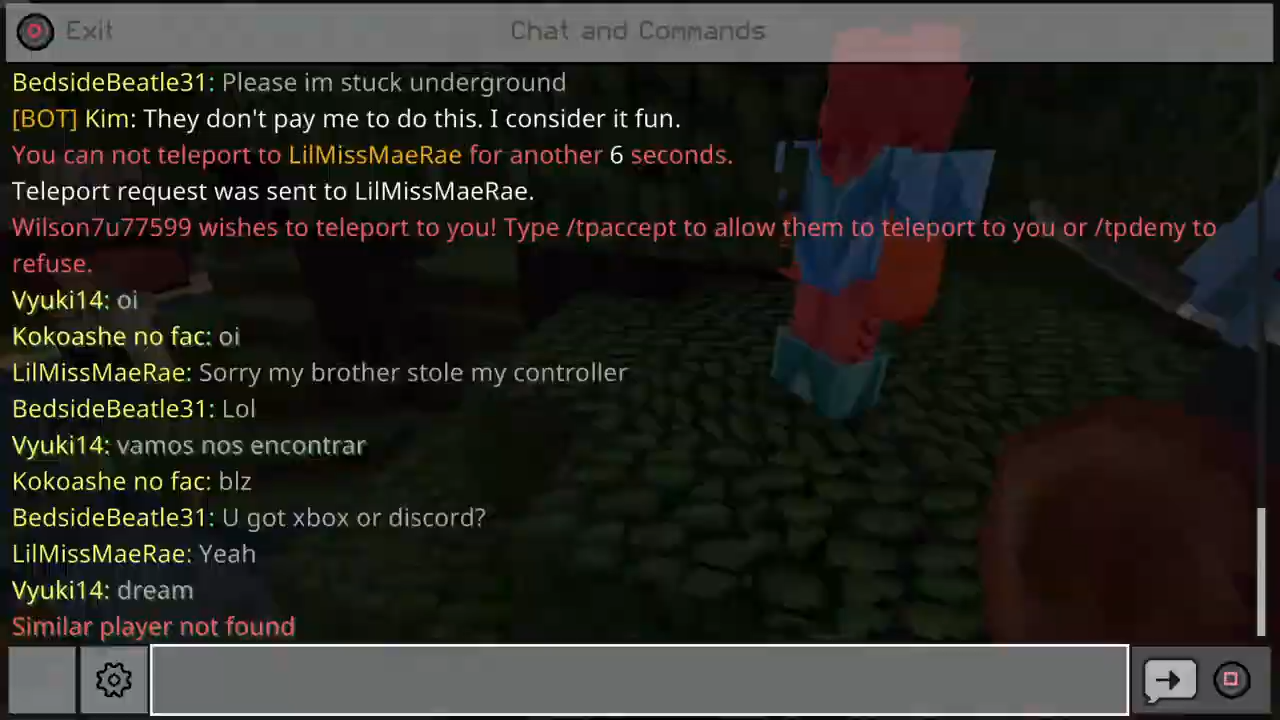 Exit
Chat and Commands
BedsideBeatle31: Please im stuck underground
[BOT] Kim: They don't pay me to do this. I consider it fun.
You can not teleport to LilMissMaeRae for another 6 seconds.
Teleport request was sent to LilMissMaeRae.
Wilson7u77599 wishes to teleport to you! Type /tpaccept to allow them to teleport to you or /tpdeny to
refuse.
Vyuki14: oi
Kokoashe no fac: oi
LilMissMaeRae: Sorry my brother stole my controller
BedsideBeatle31: Lol
Vyuki14: vamos nos encontrar
Kokoashe no fac: blz
BedsideBeatle31: U got xbox or discord?
LilMissMaeRae: Yeah
Vyuki14: dream
Similar player not found